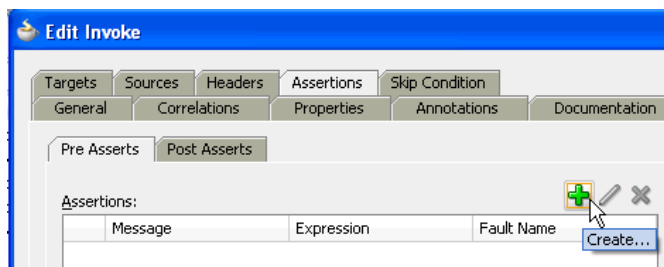 Edit Invoke
Targets Sources Headers Assertions Skip Condition
General Correlations Properties Annotations Documentation
Pre Asserts Post Asserts
Assertions:
Message Expression Fault Name
Create...